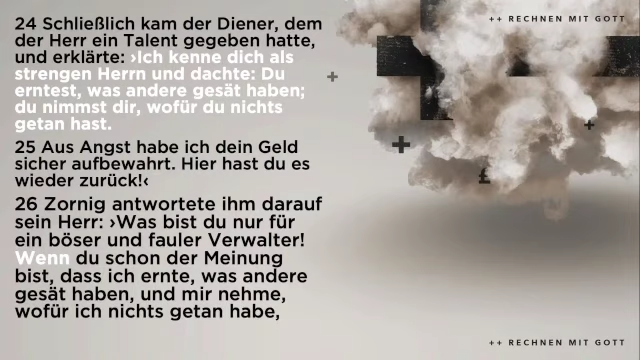 ++ RECHNEN MIT GOTT
24 Schließlich kam der Diener, dem
der Herr ein Talent gegeben hatte,
und erklärte: ›Ich kenne dich als
strengen Herrn und dachte: Du
erntest, was andere gesät haben;
du nimmst dir, wofür du nichts
getan hast.
25 Aus Angst habe ich dein Geld
sicher aufbewahrt. Hier hast du es
wieder zurück!‹
26 Zornig antwortete ihm darauf
sein Herr: ›Was bist du nur für
ein böser und fauler Verwalter!
Wenn du schon der Meinung
bist, dass ich ernte, was andere
gesät haben, und mir nehme,
wofür ich nichts getan habe,
++ RECHNEN MIT GOTT